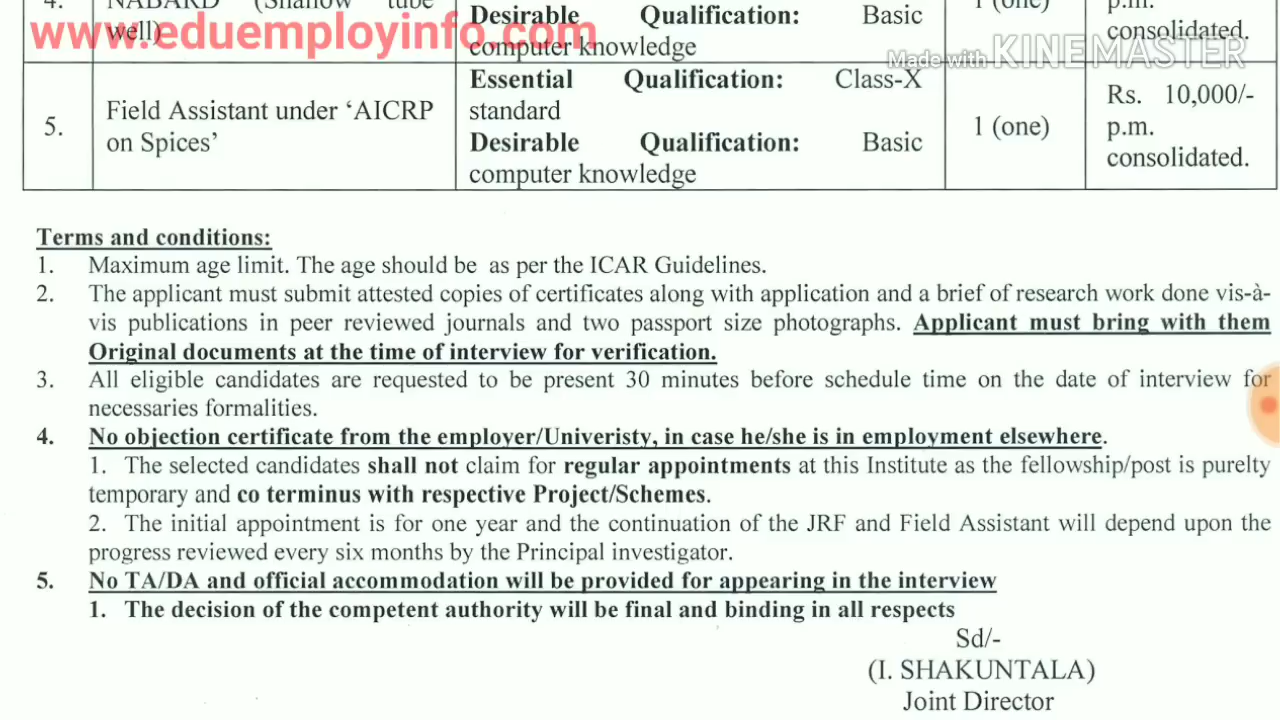 4. NABARD (Shallow tube
Desirable Qualification: Basic
1 (one)
p.m.
www.eduemployinfo.com
well)
computer knowledge
consolidated.
Made with KINEMASTER
Essential Qualification: Class-X
standard
5. Field Assistant under ‘AICRP
on Spices’
Desirable Qualification: Basic
computer knowledge
1 (one)
Rs. 10,000/-
p.m.
consolidated.
Terms and conditions:
1. Maximum age limit. The age should be as per the ICAR Guidelines.
2. The applicant must submit attested copies of certificates along with application and a brief of research work done vis-à-
vis publications in peer reviewed journals and two passport size photographs. Applicant must bring with them
Original documents at the time of interview for verification.
3. All eligible candidates are requested to be present 30 minutes before schedule time on the date of interview for
necessaries formalities.
4. No objection certificate from the employer/Univeristy, in case he/she is in employment elsewhere.
1. The selected candidates shall not claim for regular appointments at this Institute as the fellowship/post is purelty
temporary and co terminus with respective Project/Schemes.
2. The initial appointment is for one year and the continuation of the JRF and Field Assistant will depend upon the
progress reviewed every six months by the Principal investigator.
5. No TA/DA and official accommodation will be provided for appearing in the interview
1. The decision of the competent authority will be final and binding in all respects
Sd/-
(I. SHAKUNTALA)
Joint Director